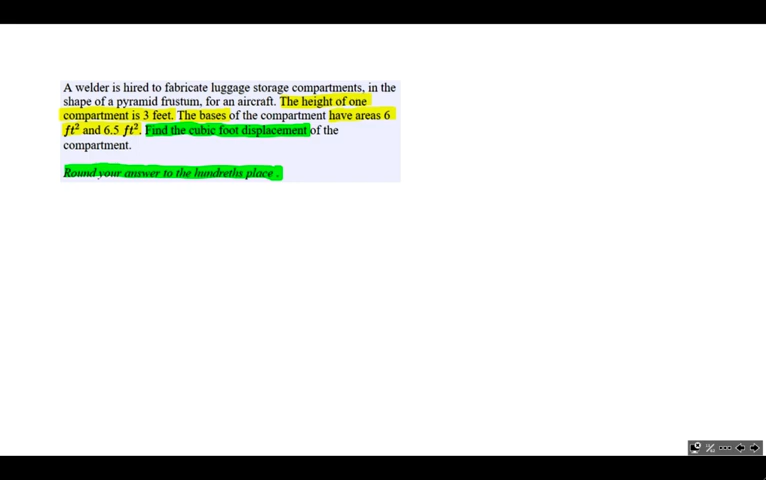 A welder is hired to fabricate luggage storage compartments, in the
shape of a pyramid frustum, for an aircraft. The height of one
compartment is 3 feet. The bases of the compartment have areas 6
ft² and 6.5 ft². Find the cubic foot displacement of the
compartment.
Round your answer to the hundreths place .